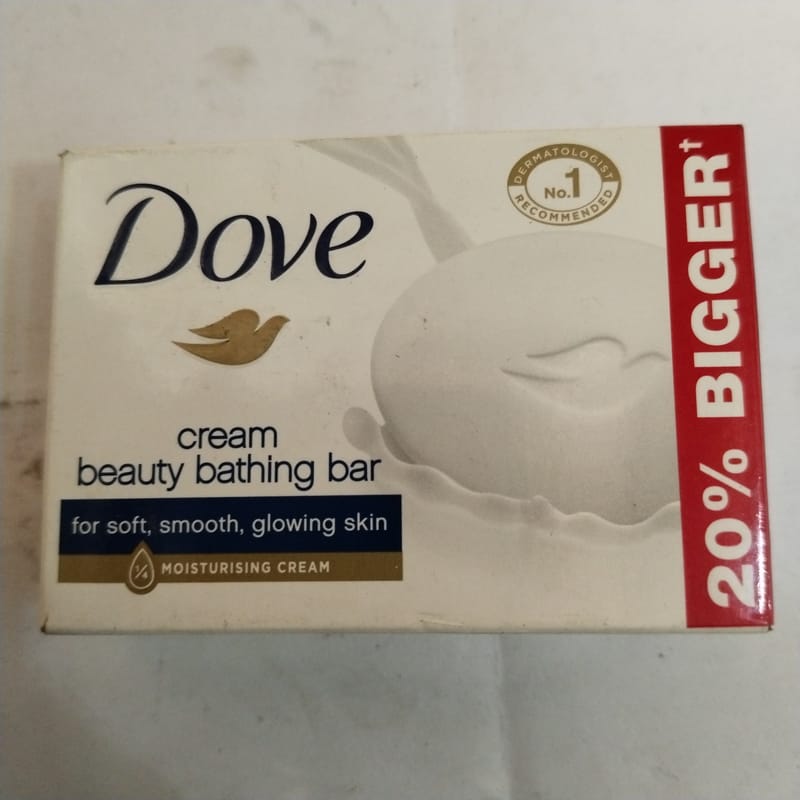 Dove
DERMATOLOGIST
No.1
RECOMMENDED
cream
beauty bathing bar
for soft, smooth, glowing skin
1/4 MOISTURISING CREAM
20% BIGGER†